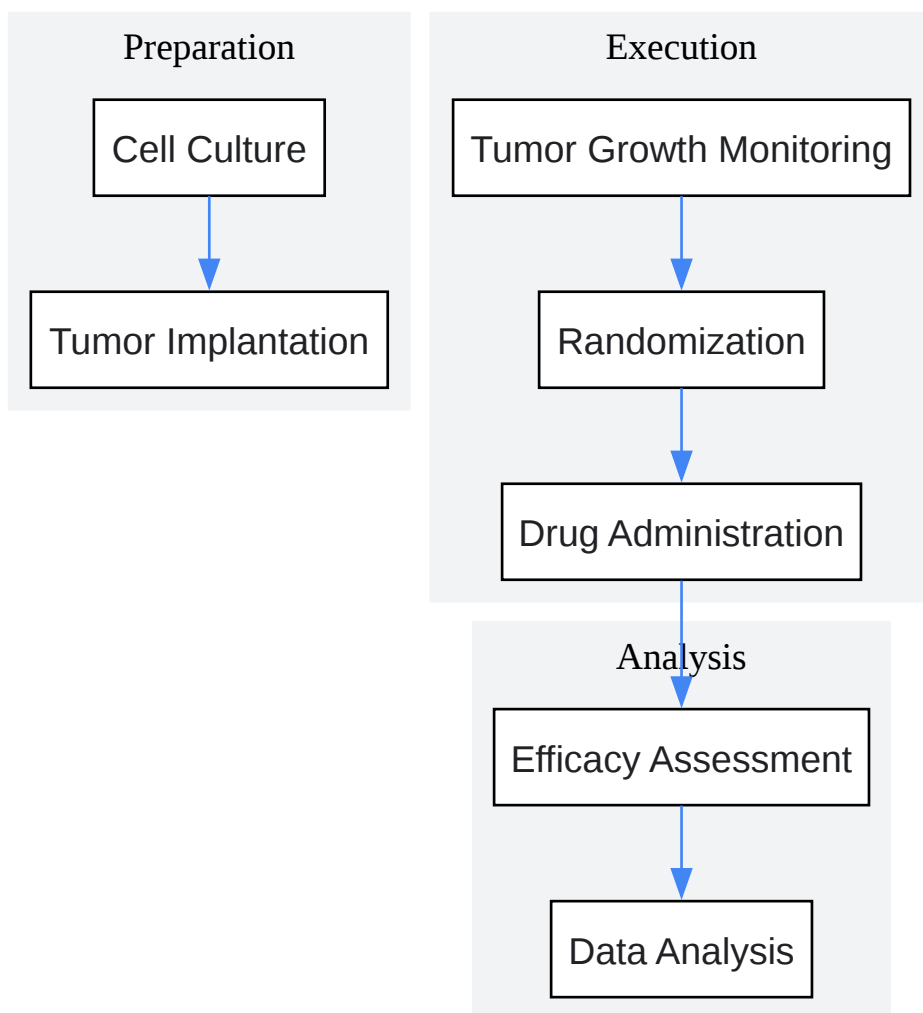 Preparation
Cell Culture
Tumor Implantation
Execution
Tumor Growth Monitoring
Randomization
Drug Administration
Analysis
Efficacy Assessment
Data Analysis